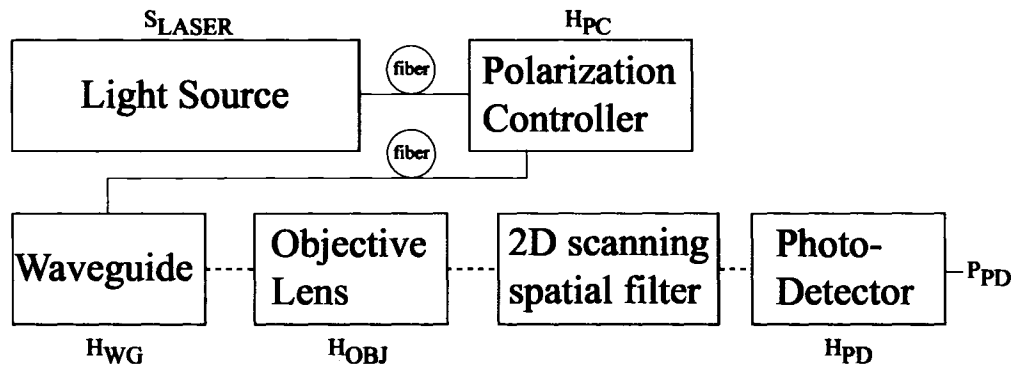 S_LASER
H_PC
Light Source
fiber
Polarization
Controller
fiber
Waveguide
Objective
Lens
2D scanning
spatial filter
Photo-
Detector
P_PD
H_WG
H_OBJ
H_PD